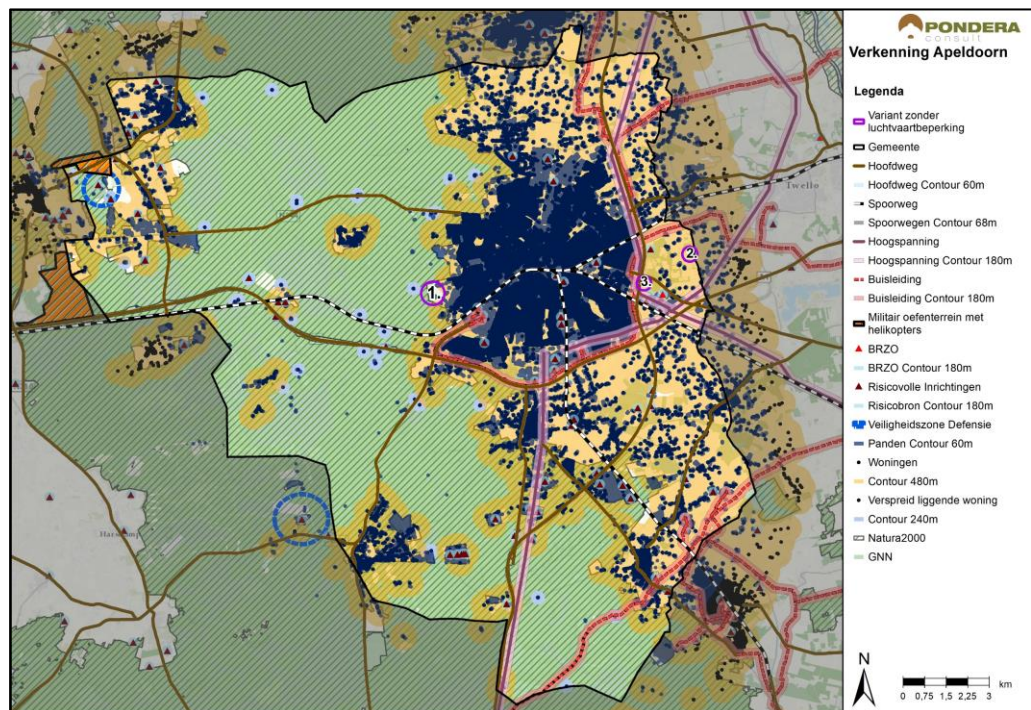 PONDERA
consult
Verkenning Apeldoorn
Legenda
Variant zonder
luchtvaartbeperking
Gemeente
Hoofdweg
Hoofdweg Contour 60m
Spoorweg
Spoorwegen Contour 68m
Hoogspanning
Hoogspanning Contour 180m
Buisleiding
Buisleiding Contour 180m
Militair oefenterrein met
helikopters
BRZO
BRZO Contour 180m
Risicovolle Inrichtingen
Risicobron Contour 180m
Veiligheidszone Defensie
Panden Contour 60m
Woningen
Contour 480m
Verspreid liggende woning
Contour 240m
Natura2000
GNN
N
km
0 0,75 1,5 2,25 3
Twello
2.
3.
1.